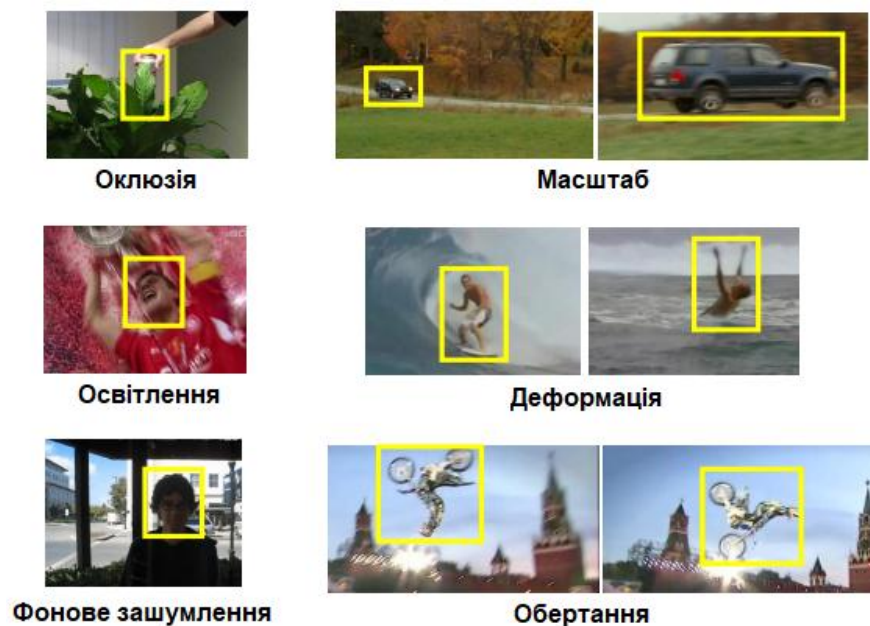 Оклюзія
Масштаб
Освітлення
Деформація
Фонове зашумлення
Обертання